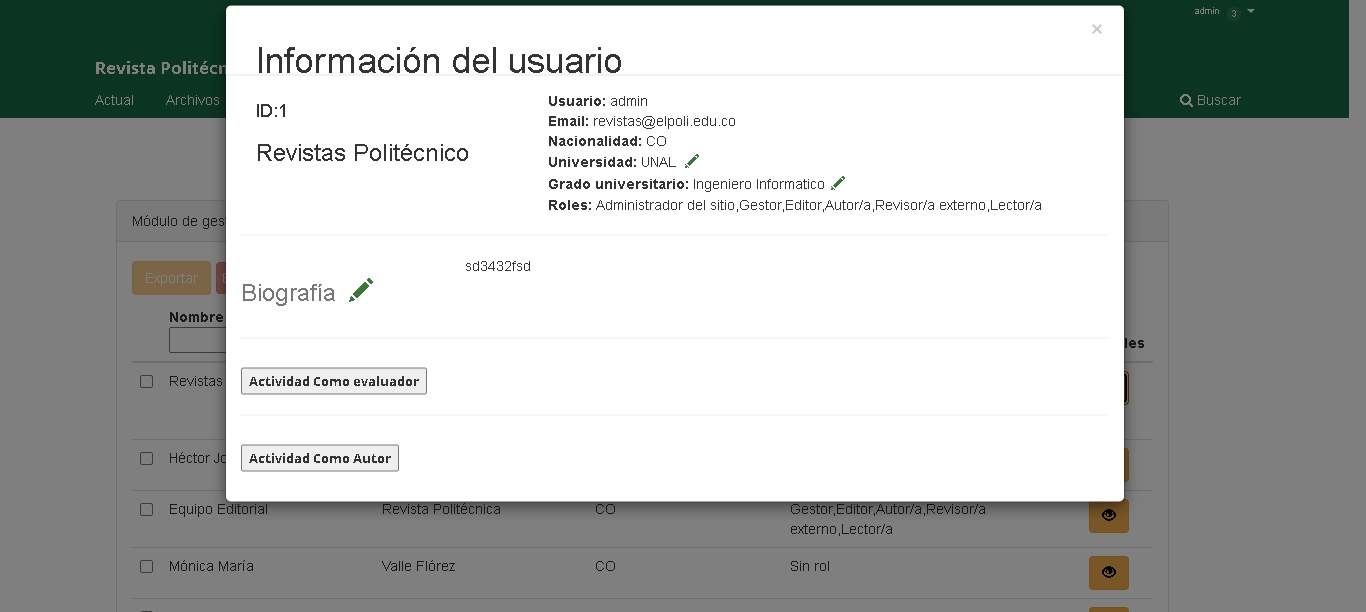 admin 3
×
Información del usuario
Revista Politécn
Actual Archivos
Buscar
ID:1
Revistas Politécnico
Usuario: admin
Email: revistas@elpoli.edu.co
Nacionalidad: CO
Universidad: UNAL
Grado universitario: Ingeniero Informatico
Roles: Administrador del sitio,Gestor,Editor,Autor/a,Revisor/a externo,Lector/a
Módulo de ges
sd3432fsd
Biografía
Exportar
Nombre
les
Actividad Como evaluador
Revistas
Actividad Como Autor
Héctor Jo
Equipo Editorial Revista Politécnica CO Gestor,Editor,Autor/a,Revisor/a
externo,Lector/a
Mónica María Valle Flórez CO Sin rol